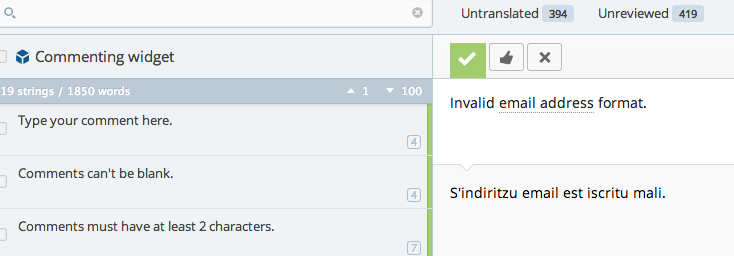 Untranslated 394 Unreviewed 419
Commenting widget
19 strings / 1850 words 1 100
Type your comment here.
4
Comments can't be blank.
4
Comments must have at least 2 characters.
7
Invalid email address format.
S'indiritzu email est iscritu mali.